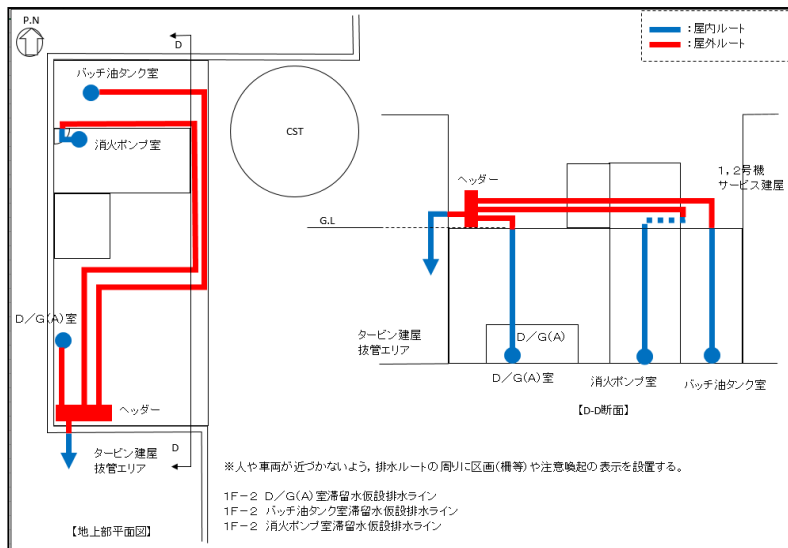 P.N
D
:屋内ルート
:屋外ルート
バッチ油タンク室
消火ポンプ室
CST
D/G(A)室
ヘッダー
タービン建屋
抜管エリア
D
【地上部平面図】
ヘッダー
1,2号機
サービス建屋
G.L
タービン建屋
抜管エリア
D/G(A)
D/G(A)室
消火ポンプ室
バッチ油タンク室
【D-D断面】
※人や車両が近づかないよう,排水ルートの周りに区画(柵等)や注意喚起の表示を設置する。
1F-2 D/G(A)室滞留水仮設排水ライン
1F-2 バッチ油タンク室滞留水仮設排水ライン
1F-2 消火ポンプ室滞留水仮設排水ライン